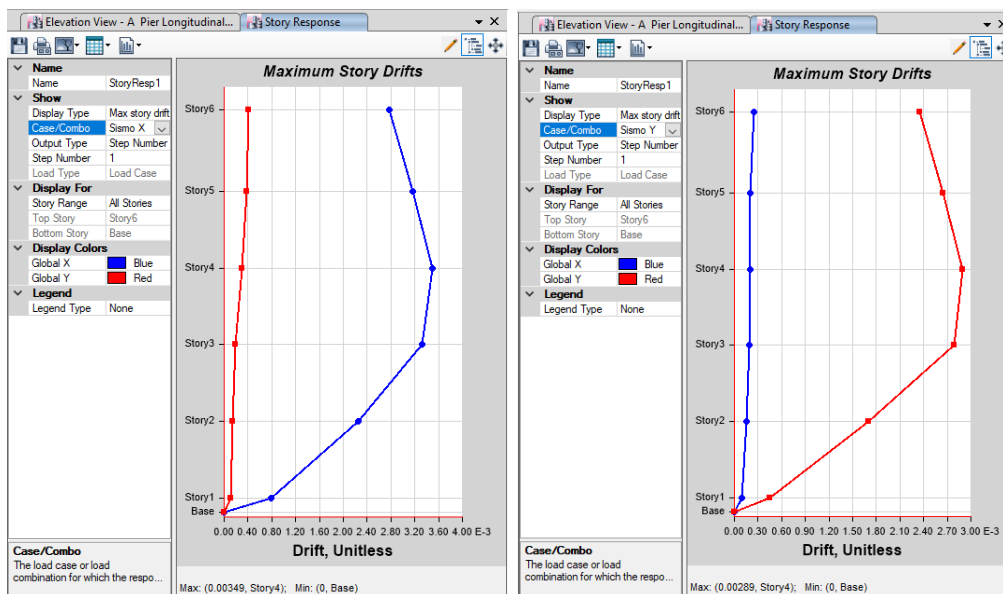 Elevation View - A Pier Longitudinal...
Story Response
Name
Name StoryResp1
Show
Display Type Max story drift
Case/Combo Sismo X
Output Type Step Number
Step Number 1
Load Type Load Case
Display For
Story Range All Stories
Top Story Story6
Bottom Story Base
Display Colors
Global X Blue
Global Y Red
Legend
Legend Type None
Case/Combo
The load case or load
combination for which the respo...
Maximum Story Drifts
Story6
Story5
Story4
Story3
Story2
Story1
Base
0.00 0.40 0.80 1.20 1.60 2.00 2.40 2.80 3.20 3.60 4.00 E-3
Drift, Unitless
Max: (0.00349, Story4); Min: (0, Base)
Elevation View - A Pier Longitudinal...
Story Response
Name
Name StoryResp1
Show
Display Type Max story drift
Case/Combo Sismo Y
Output Type Step Number
Step Number 1
Load Type Load Case
Display For
Story Range All Stories
Top Story Story6
Bottom Story Base
Display Colors
Global X Blue
Global Y Red
Legend
Legend Type None
Case/Combo
The load case or load
combination for which the respo...
Maximum Story Drifts
Story6
Story5
Story4
Story3
Story2
Story1
Base
0.00 0.30 0.60 0.90 1.20 1.50 1.80 2.10 2.40 2.70 3.00 E-3
Drift, Unitless
Max: (0.00289, Story4); Min: (0, Base)